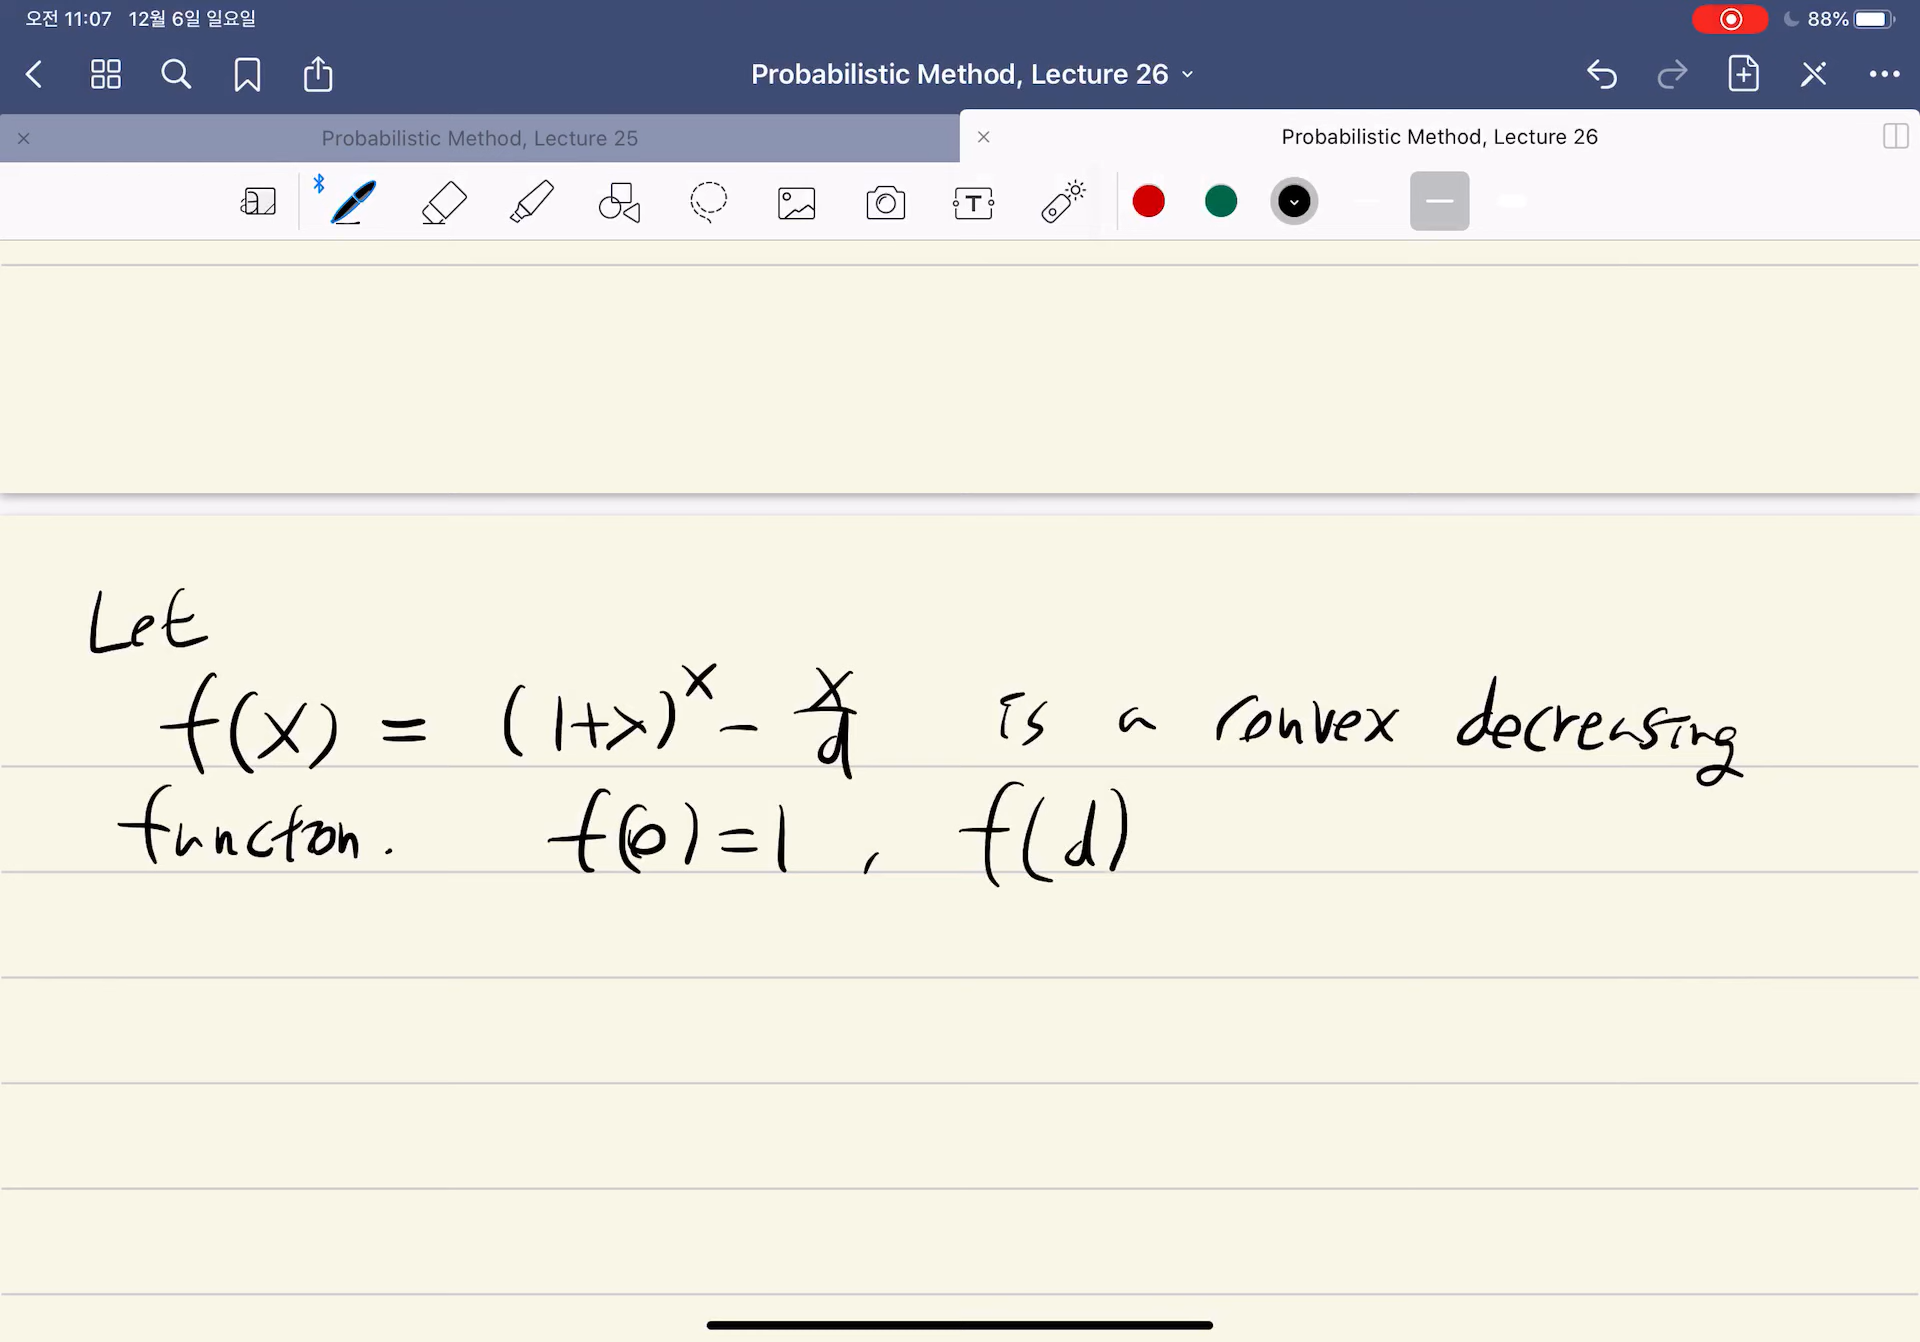 오전 11:07 12월 6일 일요일 88%
Probabilistic Method, Lecture 26
Probabilistic Method, Lecture 25 Probabilistic Method, Lecture 26
Let
f(x) = (1+x)^x - x/d is a convex decreasing
functon. f(0)=1, f(d)